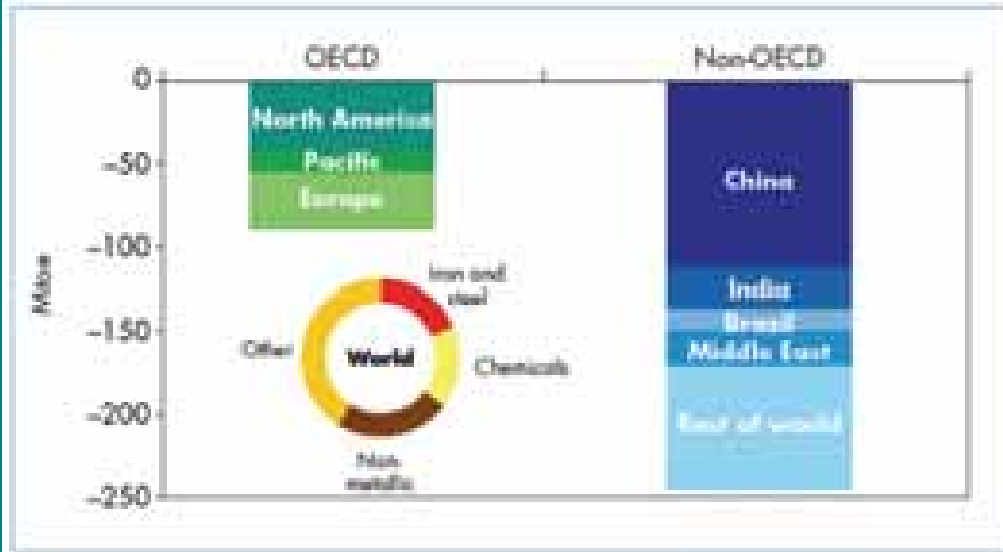 OECD
Non-OECD
0
North America
Pacific
−50
Europe
China
−100
Mtoe
Iron and
steel
India
Brazil
−150
Other
World
Chemicals
Middle East
−200
Rest of world
Non
metallic
−250